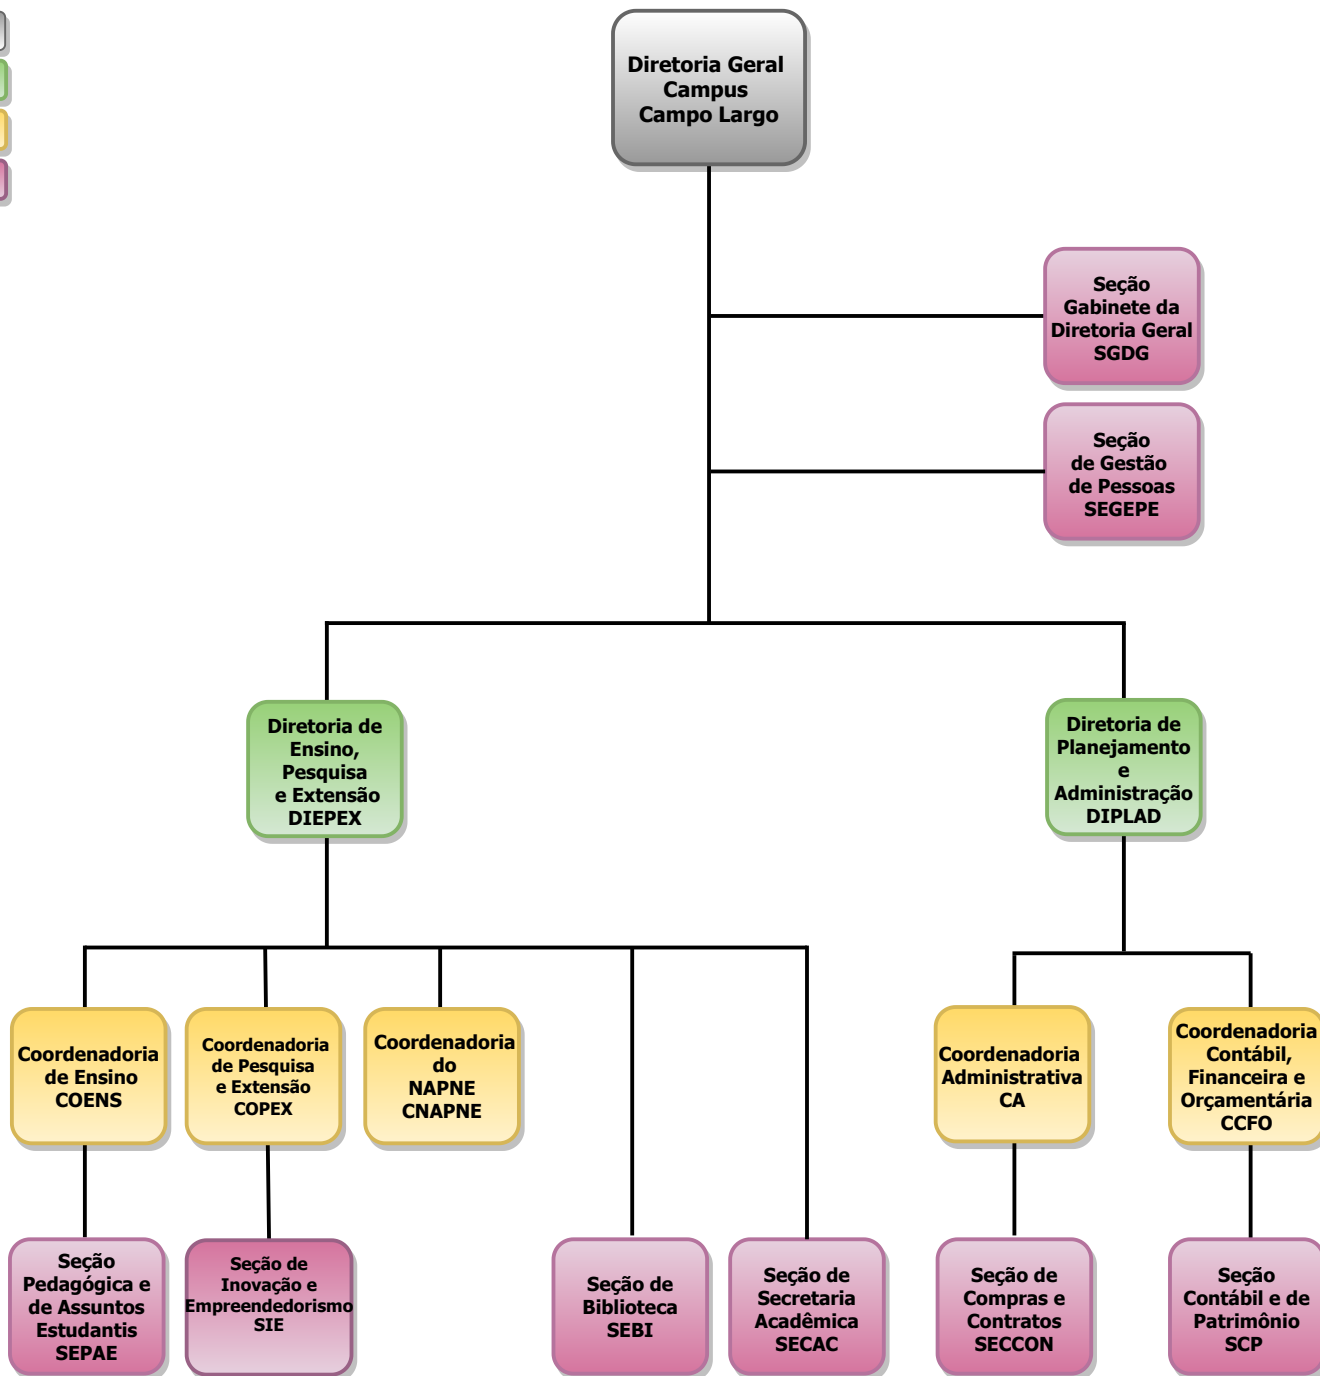 Diretoria Geral
Campus
Campo Largo
Seção
Gabinete da
Diretoria Geral
SGDG
Seção
de Gestão
de Pessoas
SEGEPE
Diretoria de
Ensino,
Pesquisa
e Extensão
DIEPEX
Diretoria de
Planejamento
e
Administração
DIPLAD
Coordenadoria
de Ensino
COENS
Coordenadoria
de Pesquisa
e Extensão
COPEX
Coordenadoria
do
NAPNE
CNAPNE
Coordenadoria
Administrativa
CA
Coordenadoria
Contábil,
Financeira e
Orçamentária
CCFO
Seção
Pedagógica e
de Assuntos
Estudantis
SEPAE
Seção de
Inovação e
Empreendedorismo
SIE
Seção de
Biblioteca
SEBI
Seção de
Secretaria
Acadêmica
SECAC
Seção de
Compras e
Contratos
SECCON
Seção
Contábil e de
Patrimônio
SCP